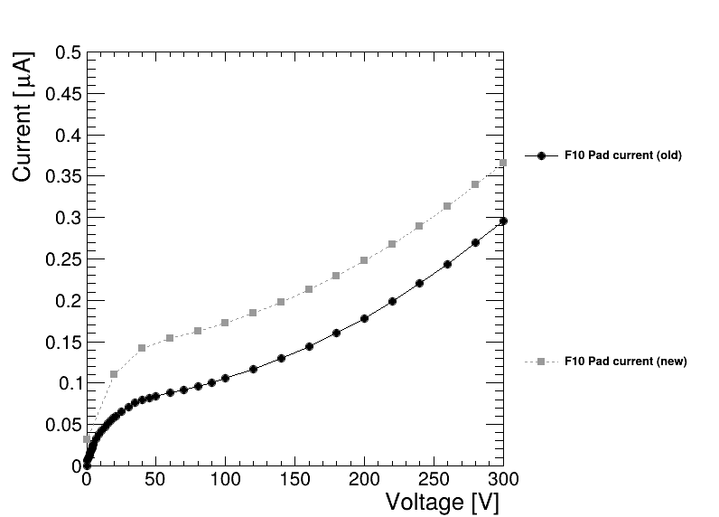 Current [μA]
0.5
0.45
0.4
0.35
0.3
0.25
0.2
0.15
0.1
0.05
0
0 50 100 150 200 250 300
Voltage [V]
F10 Pad current (old)
F10 Pad current (new)